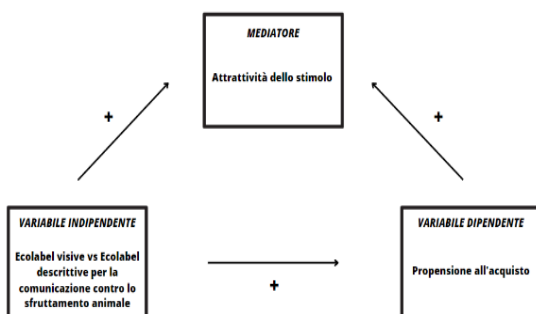 MEDIATORE
Attrattività dello stimolo
+
+
VARIABILE INDIPENDENTE
Ecolabel visive vs Ecolabel
descrittive per la
comunicazione contro lo
sfruttamento animale
+
VARIABILE DIPENDENTE
Propensione all'acquisto